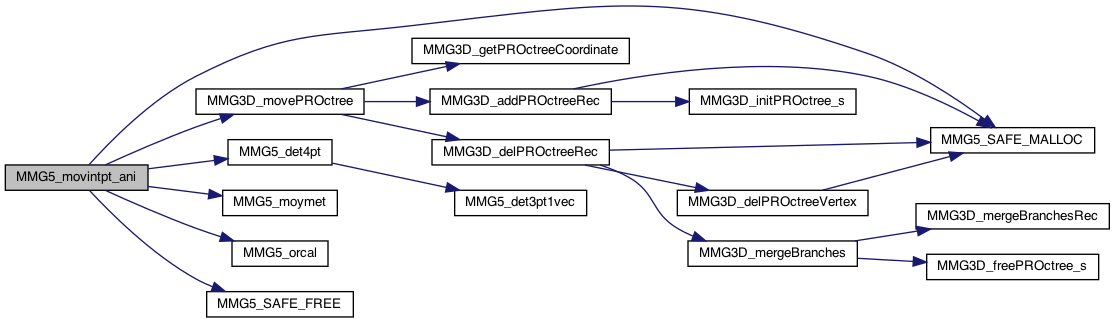 MMG5_movintpt_ani
MMG3D_movePROctree
MMG5_det4pt
MMG5_moymet
MMG5_orcal
MMG5_SAFE_FREE
MMG3D_getPROctreeCoordinate
MMG3D_addPROctreeRec
MMG3D_delPROctreeRec
MMG5_det3pt1vec
MMG3D_initPROctree_s
MMG3D_delPROctreeVertex
MMG3D_mergeBranches
MMG5_SAFE_MALLOC
MMG3D_mergeBranchesRec
MMG3D_freePROctree_s